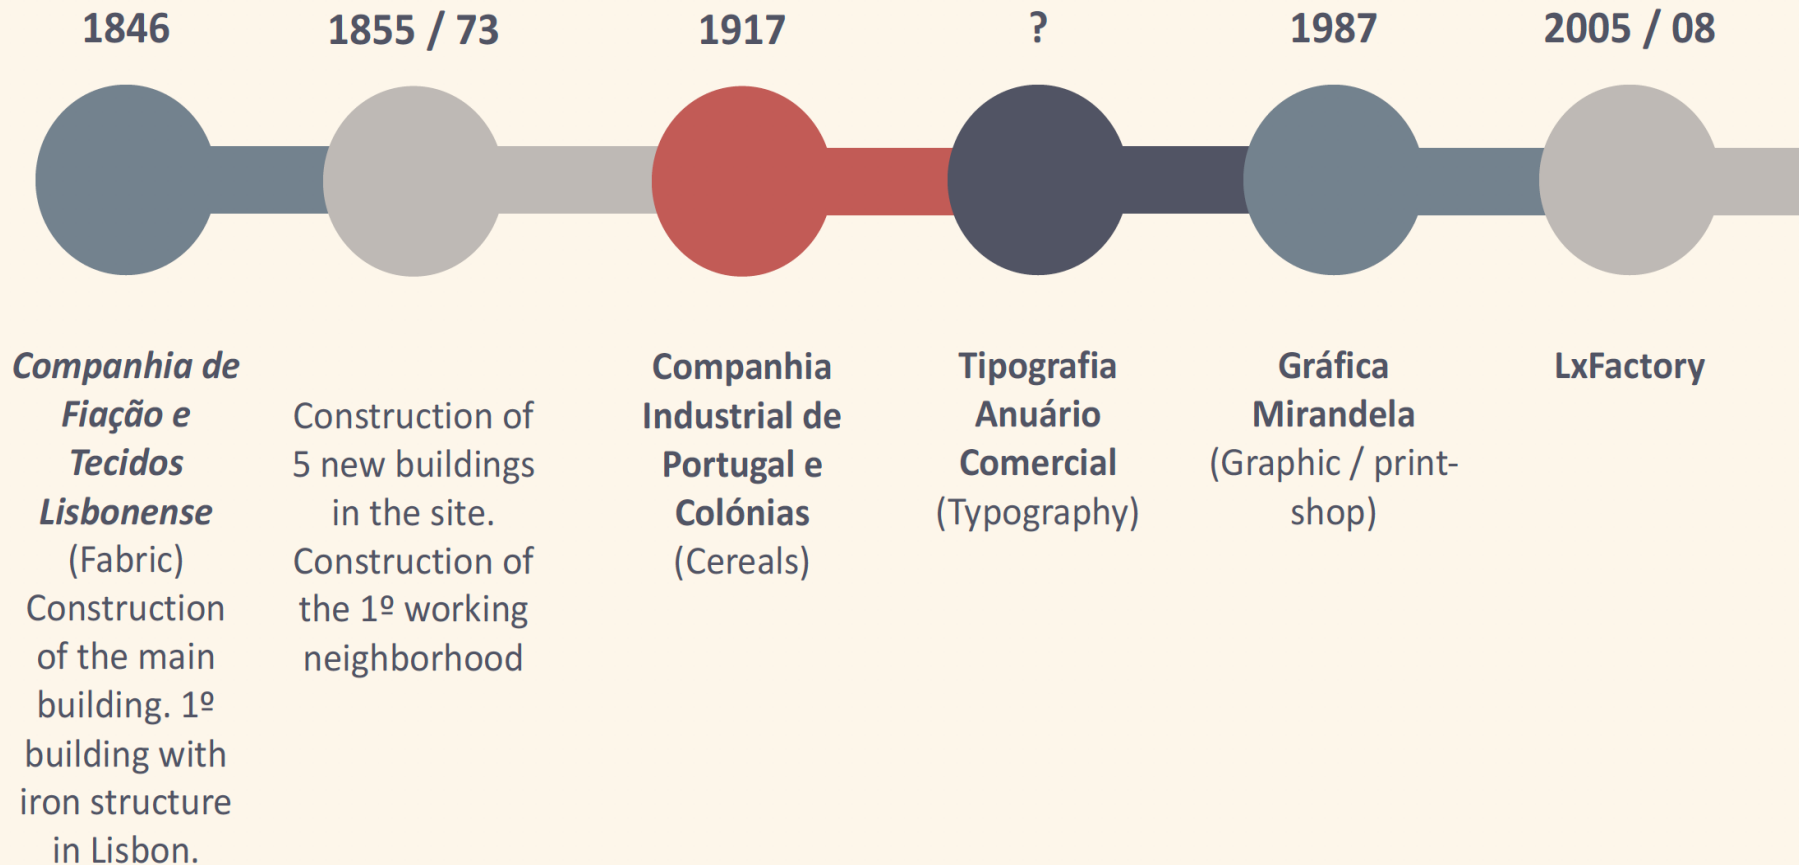 1846
Companhia de
Fiação e
Tecidos
Lisbonense
(Fabric)
Construction
of the main
building. 1º
building with
iron structure
in Lisbon.
1855 / 73
Construction of
5 new buildings
in the site.
Construction of
the 1º working
neighborhood
1917
Companhia
Industrial de
Portugal e
Colónias
(Cereals)
?
Tipografia
Anuário
Comercial
(Typography)
1987
Gráfica
Mirandela
(Graphic / print-
shop)
2005 / 08
LxFactory